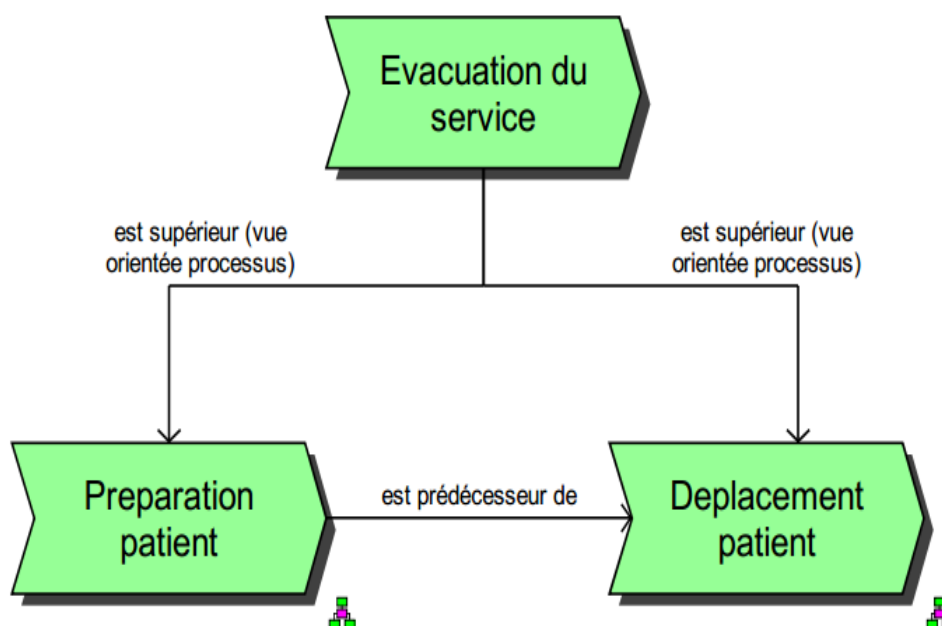 Evacuation du
service
est supérieur (vue
orientée processus)
est supérieur (vue
orientée processus)
Preparation
patient
est prédécesseur de
Deplacement
patient